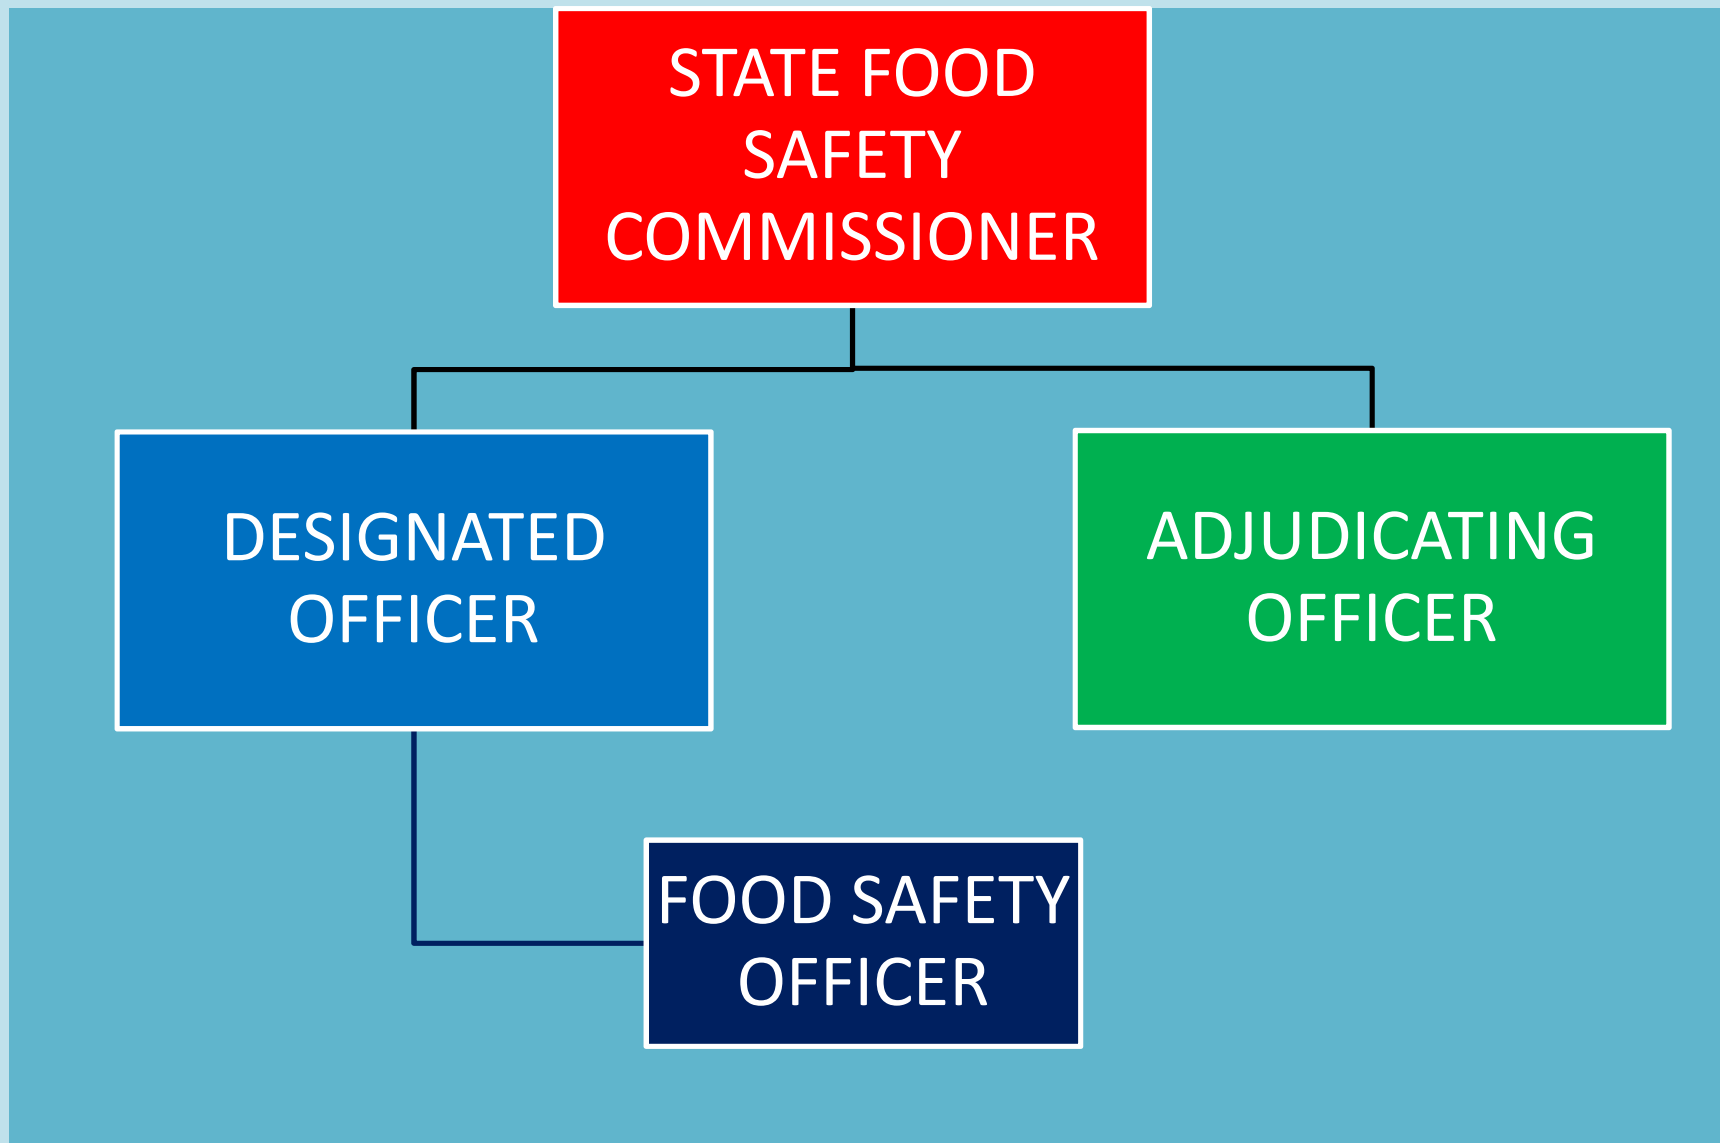 STATE FOOD
SAFETY
COMMISSIONER
DESIGNATED
OFFICER
ADJUDICATING
OFFICER
FOOD SAFETY
OFFICER